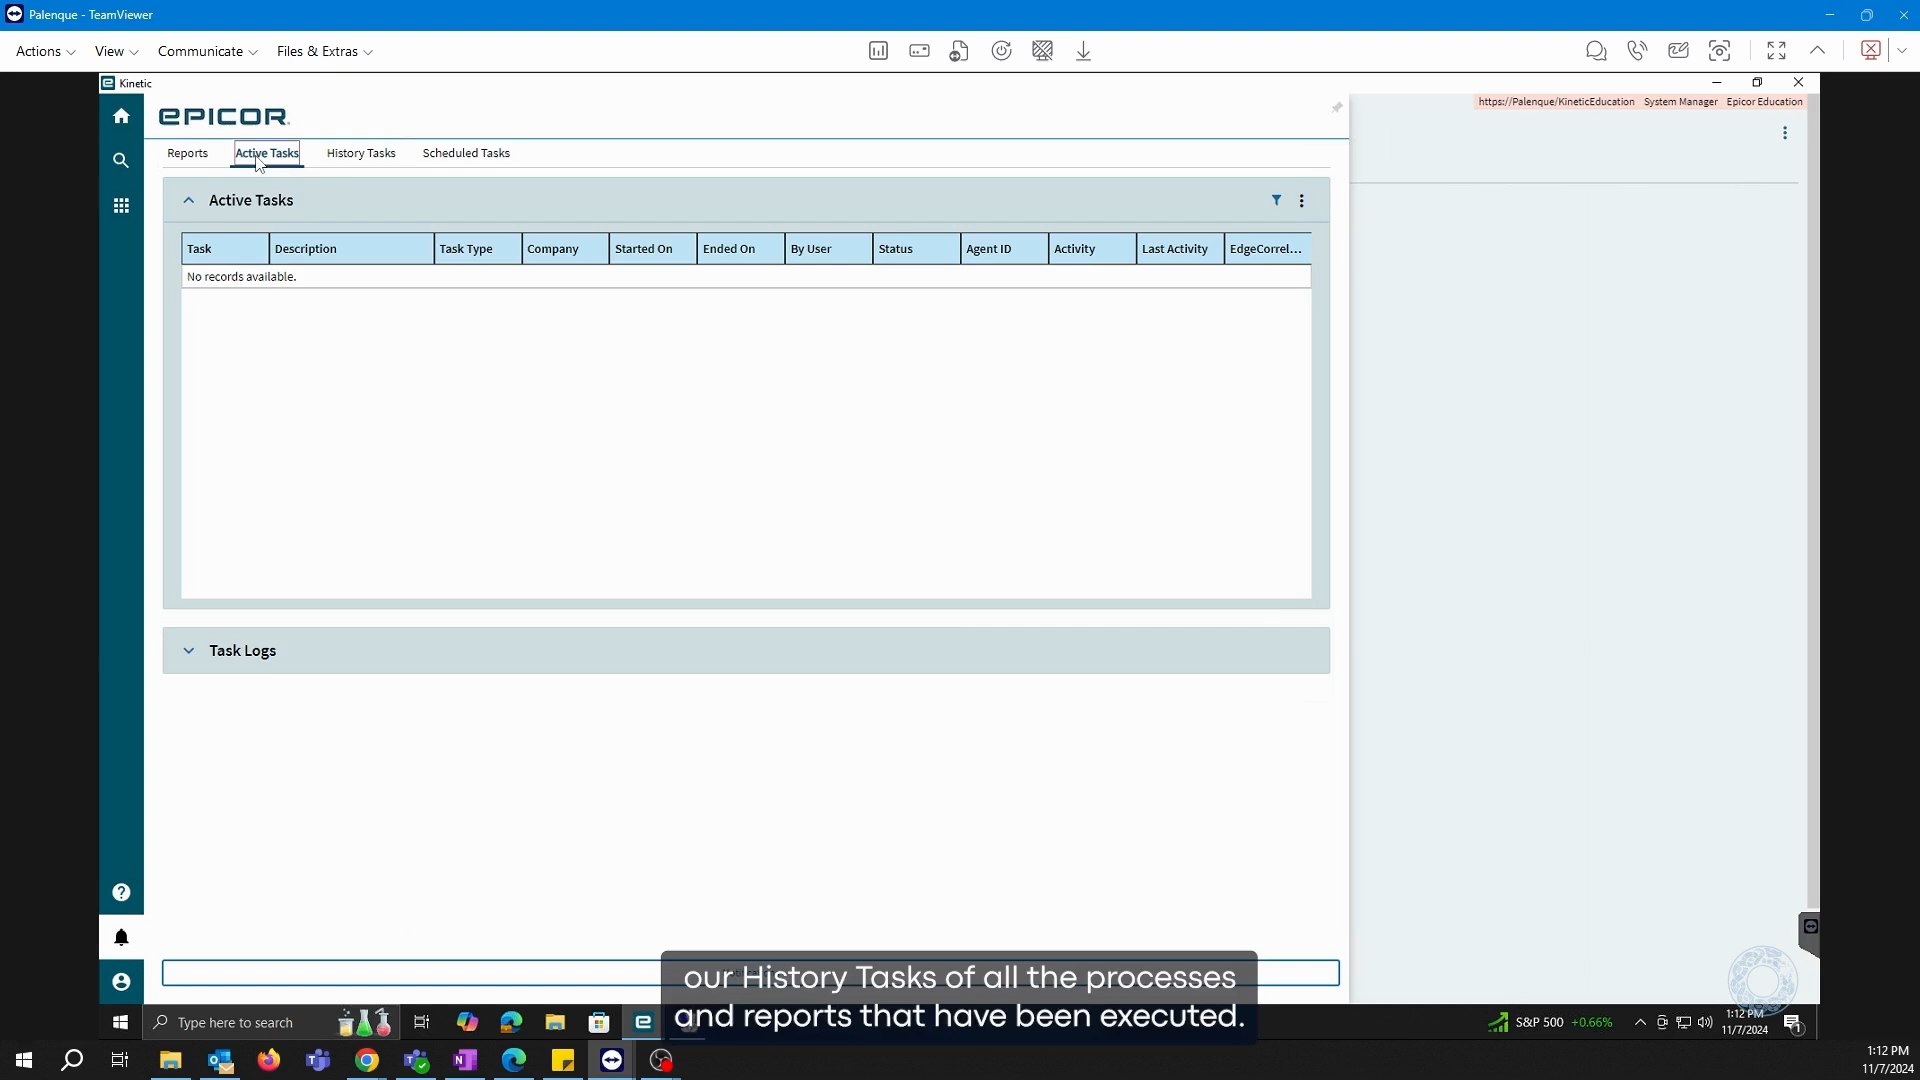 Palenque - TeamViewer
Actions View Communicate Files & Extras
Kinetic
https://Palenque/KineticEducation System Manager Epicor Education
EPICOR
Reports Active Tasks History Tasks Scheduled Tasks
Active Tasks
Task Description Task Type Company Started On Ended On By User Status Agent ID Activity Last Activity EdgeCorrel...
No records available.
Task Logs
our History Tasks of all the processes
and reports that have been executed.
Type here to search
S&P 500 +0.66%
1:12 PM
11/7/2024
1
1:12 PM
11/7/2024